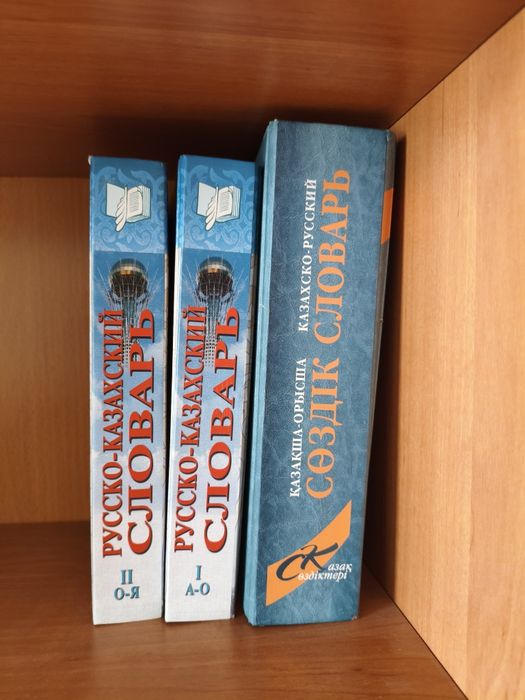 РУССКО-КАЗАХСКИЙ
СЛОВАРЬ
II
О-Я
РУССКО-КАЗАХСКИЙ
СЛОВАРЬ
I
А-О
ҚАЗАҚША-ОРЫСША
СӨЗДІК
КАЗАХСКО-РУССКИЙ
СЛОВАРЬ
Қазақ
Сөздіктері